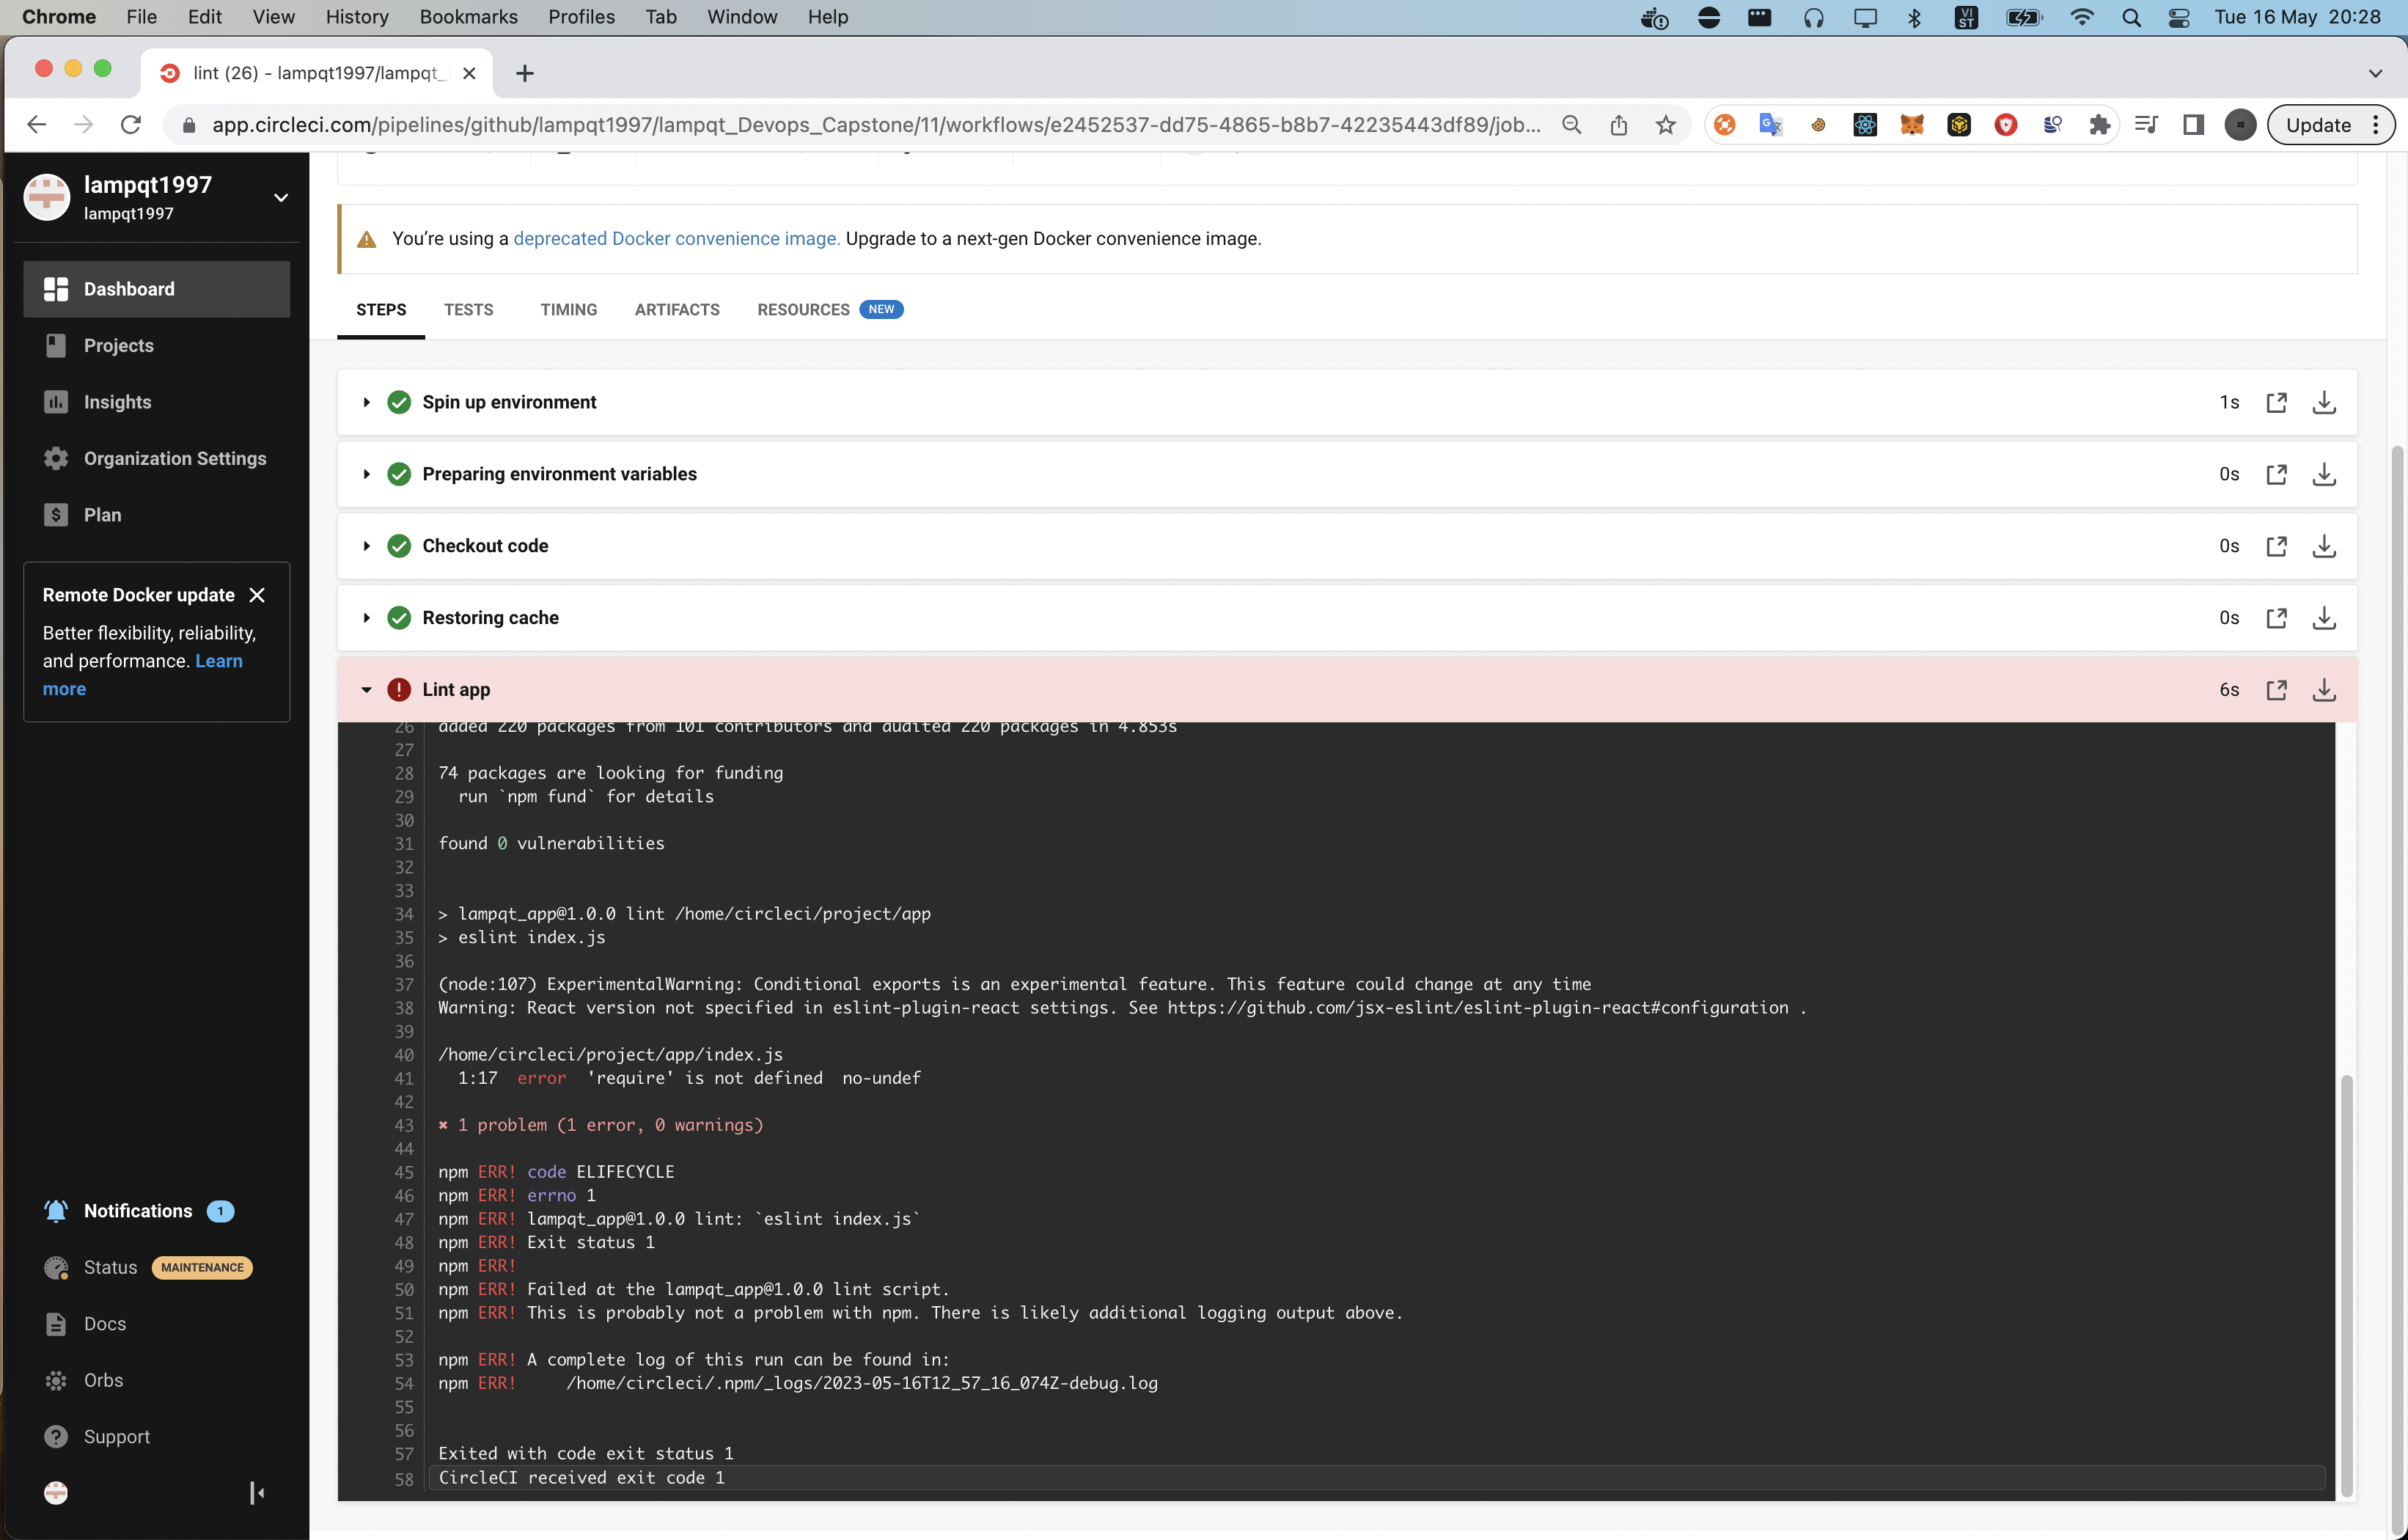 Chrome File Edit View History Bookmarks Profiles Tab Window Help
VI
ST
Tue 16 May 20:28
lint (26) - lampqt1997/lampqt_
app.circleci.com/pipelines/github/lampqt1997/lampqt_Devops_Capstone/11/workflows/e2452537-dd75-4865-b8b7-42235443df89/job...
Update
lampqt1997
lampqt1997
Dashboard
Projects
Insights
Organization Settings
Plan
Remote Docker update
Better flexibility, reliability,
and performance. Learn
more
Notifications 1
Status MAINTENANCE
Docs
Orbs
Support
You’re using a deprecated Docker convenience image. Upgrade to a next-gen Docker convenience image.
STEPS TESTS TIMING ARTIFACTS RESOURCES NEW
Spin up environment 1s
Preparing environment variables 0s
Checkout code 0s
Restoring cache 0s
Lint app 6s
26 added 220 packages from 101 contributors and audited 220 packages in 4.853s
27
28 74 packages are looking for funding
29 run `npm fund` for details
30
31 found 0 vulnerabilities
32
33
34 > lampqt_app@1.0.0 lint /home/circleci/project/app
35 > eslint index.js
36
37 (node:107) ExperimentalWarning: Conditional exports is an experimental feature. This feature could change at any time
38 Warning: React version not specified in eslint-plugin-react settings. See https://github.com/jsx-eslint/eslint-plugin-react#configuration .
39
40 /home/circleci/project/app/index.js
41 1:17 error 'require' is not defined no-undef
42
43 ✖ 1 problem (1 error, 0 warnings)
44
45 npm ERR! code ELIFECYCLE
46 npm ERR! errno 1
47 npm ERR! lampqt_app@1.0.0 lint: `eslint index.js`
48 npm ERR! Exit status 1
49 npm ERR!
50 npm ERR! Failed at the lampqt_app@1.0.0 lint script.
51 npm ERR! This is probably not a problem with npm. There is likely additional logging output above.
52
53 npm ERR! A complete log of this run can be found in:
54 npm ERR! /home/circleci/.npm/_logs/2023-05-16T12_57_16_074Z-debug.log
55
56
57 Exited with code exit status 1
58 CircleCI received exit code 1